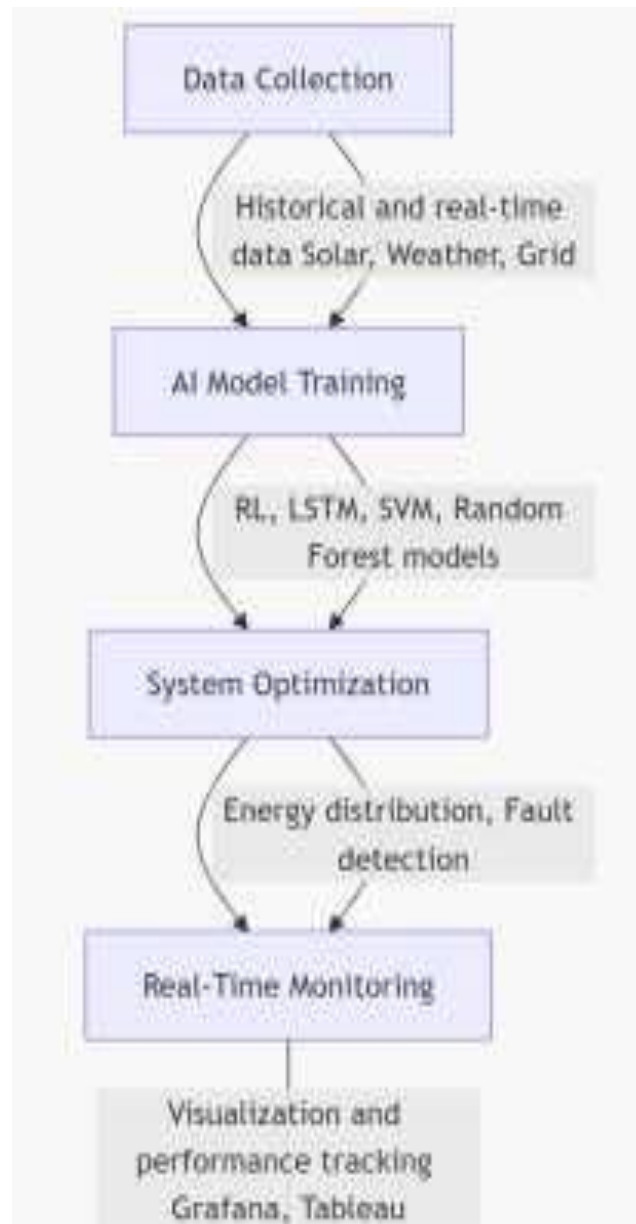 Data Collection
Historical and real-time
data Solar, Weather, Grid
AI Model Training
RL, LSTM, SVM, Random
Forest models
System Optimization
Energy distribution, Fault
detection
Real-Time Monitoring
Visualization and
performance tracking
Grafana, Tableau